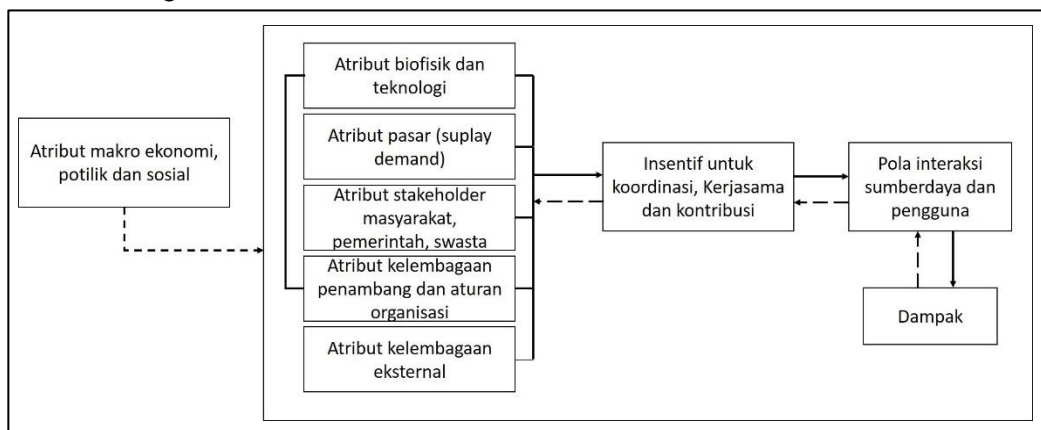 Atribut makro ekonomi,
potilik dan sosial
Atribut biofisik dan
teknologi
Atribut pasar (suplay
demand)
Atribut stakeholder
masyarakat,
pemerintah, swasta
Atribut kelembagaan
penambang dan aturan
organisasi
Atribut kelembagaan
eksternal
Insentif untuk
koordinasi, Kerjasama
dan kontribusi
Pola interaksi
sumberdaya dan
pengguna
Dampak